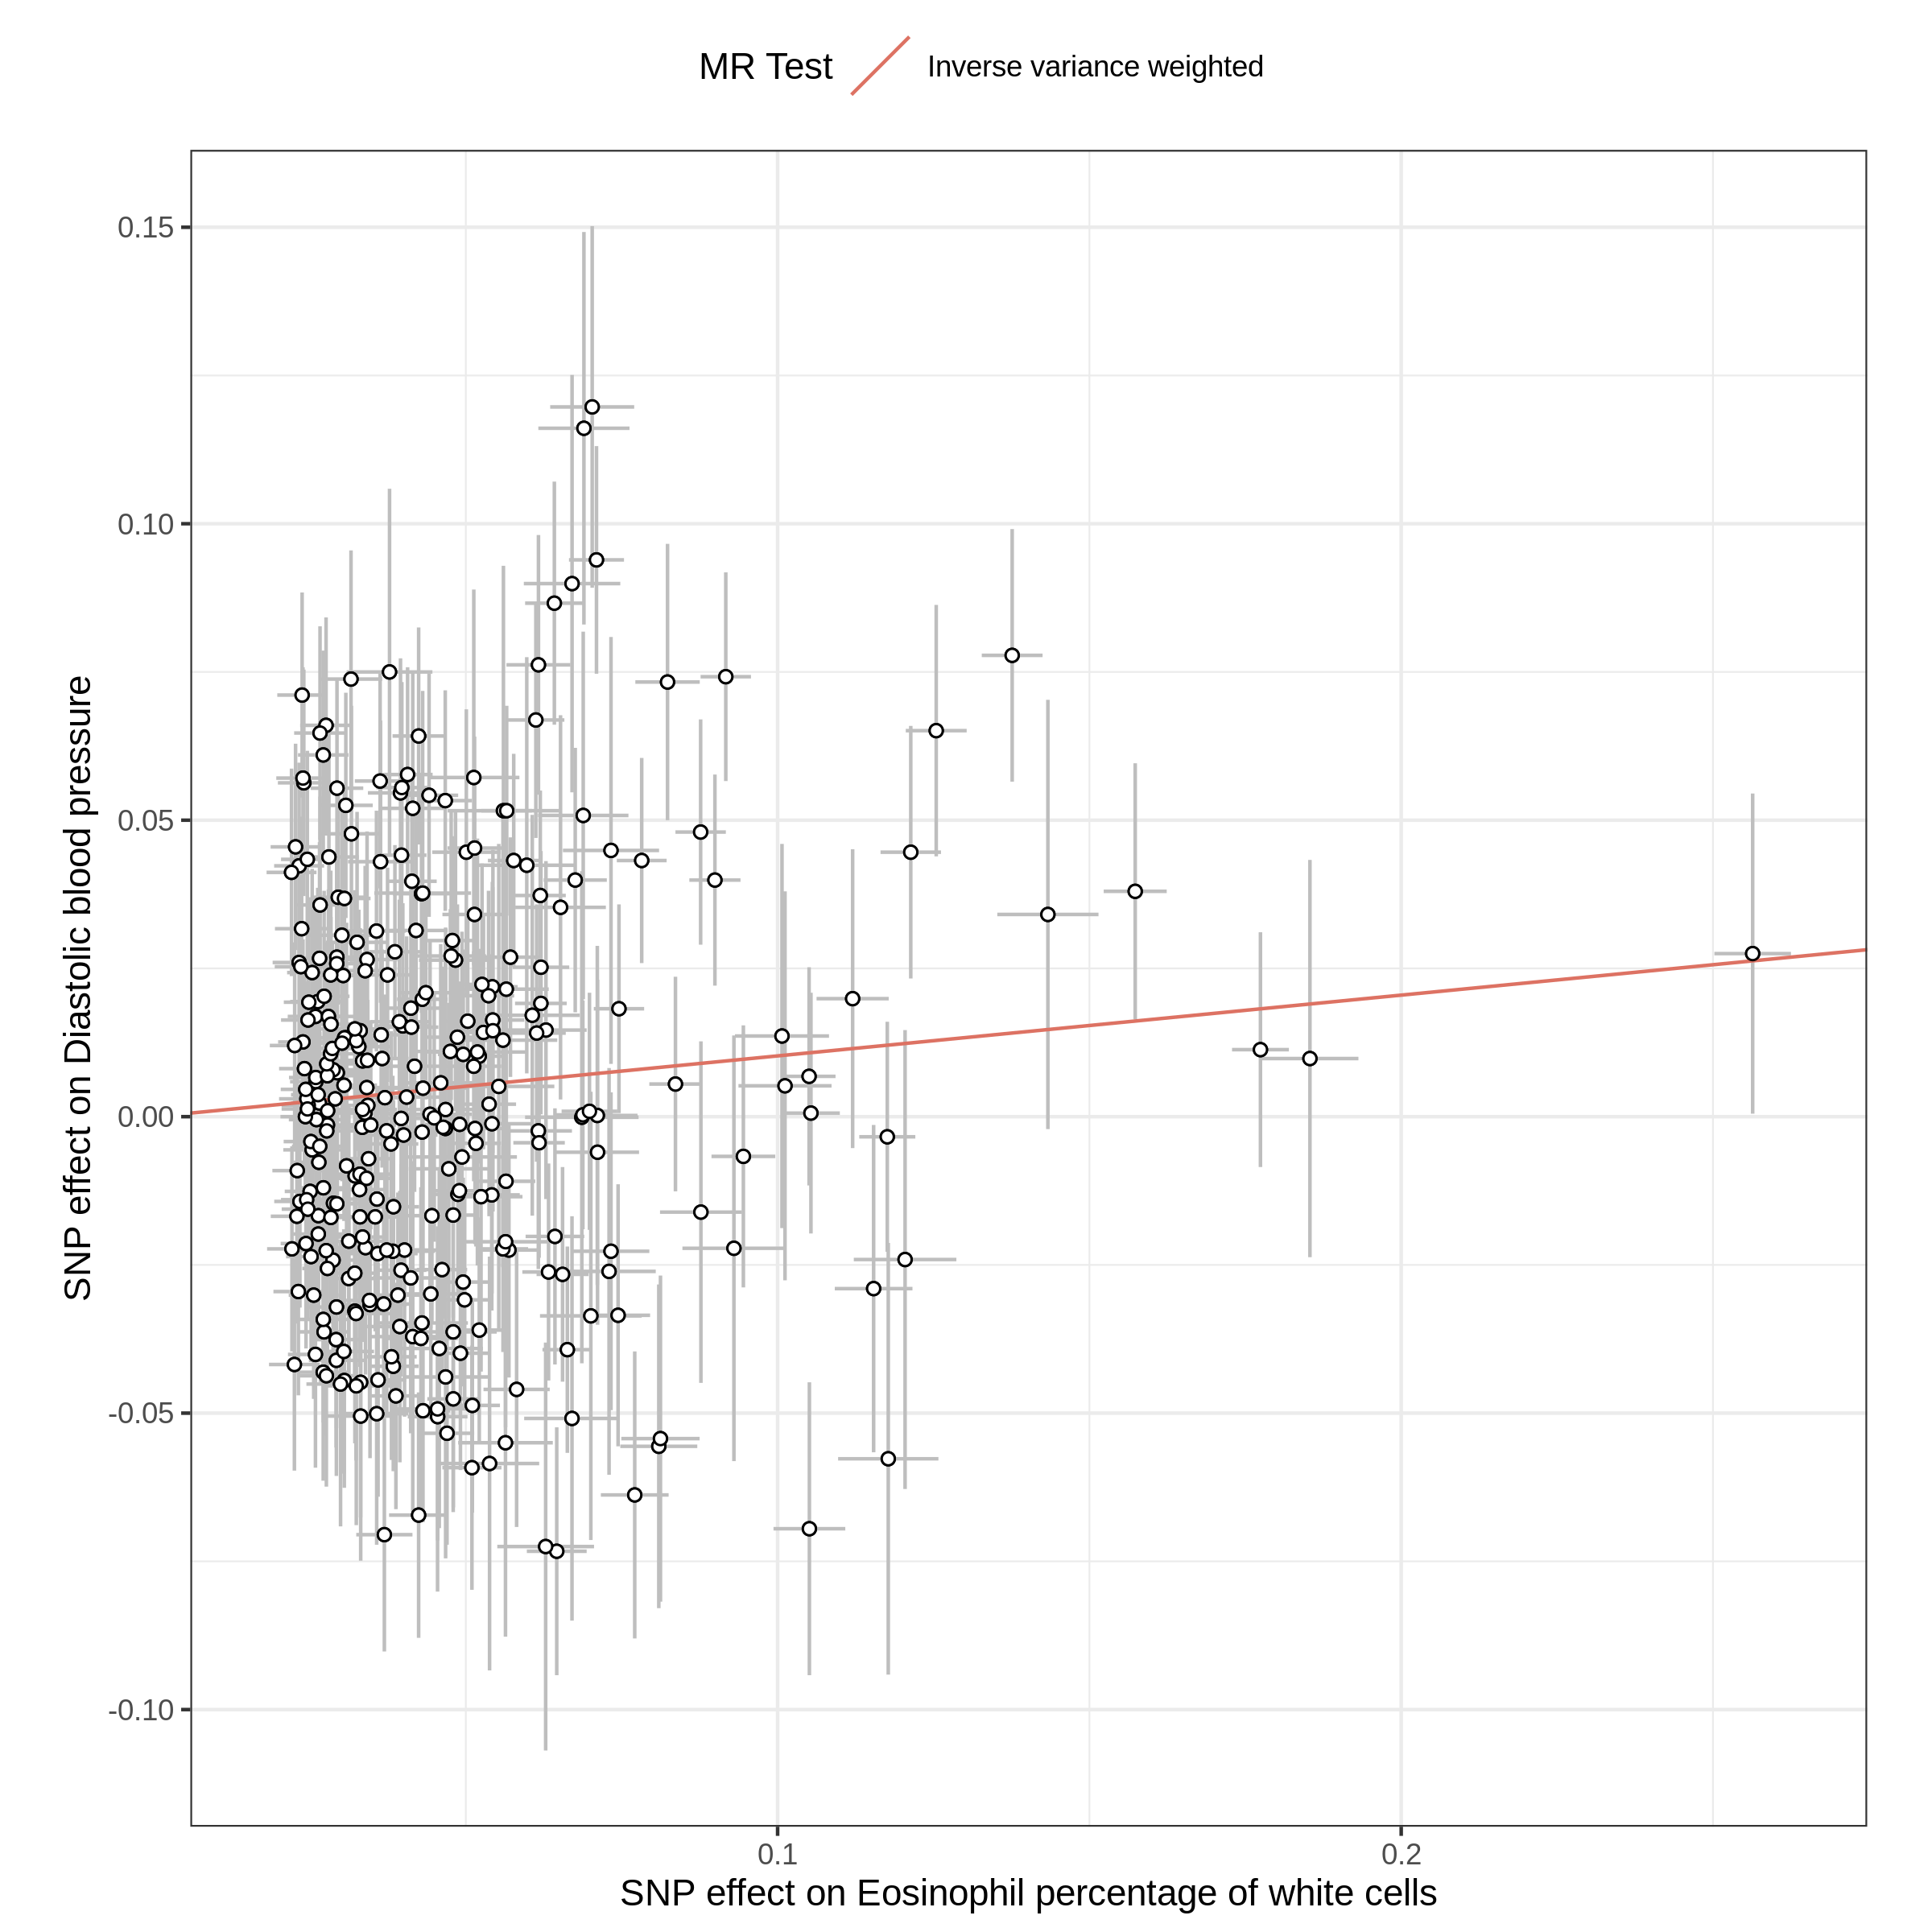 MR Test Inverse variance weighted
SNP effect on Diastolic blood pressure
0.15
0.10
0.05
0.00
-0.05
-0.10
0.1 0.2
SNP effect on Eosinophil percentage of white cells